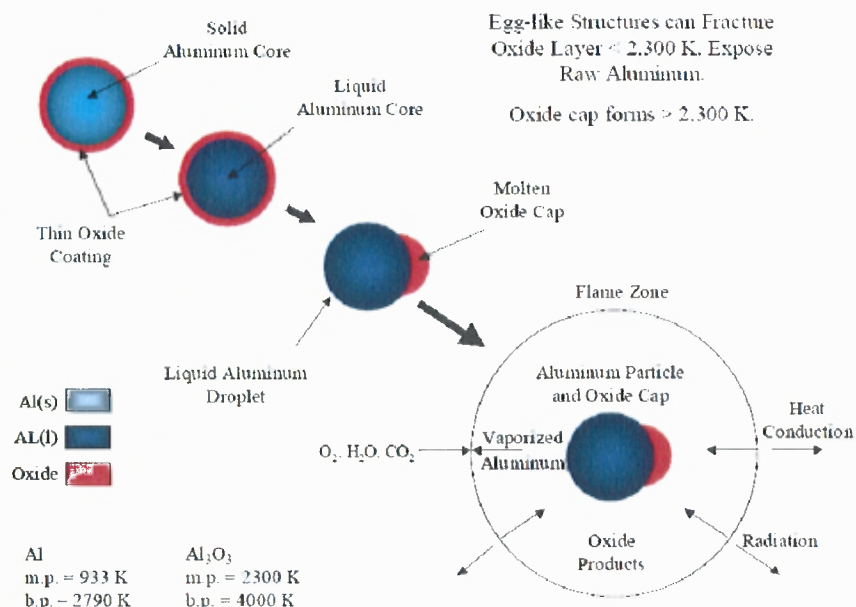 Solid
Aluminum Core
Egg-like Structures can Fracture
Oxide Layer < 2,300 K. Expose
Raw Aluminum.
Oxide cap forms > 2,300 K.
Liquid
Aluminum Core
Thin Oxide
Coating
Molten
Oxide Cap
Liquid Aluminum
Droplet
Flame Zone
Aluminum Particle
and Oxide Cap
Heat
Conduction
O₂, H₂O, CO₂
Vaporized
Aluminum
Oxide
Products
Radiation
Al(s)
AL(l)
Oxide
Al
m.p. = 933 K
b.p. = 2790 K
Al₃O₃
m.p. = 2300 K
b.p. = 4000 K